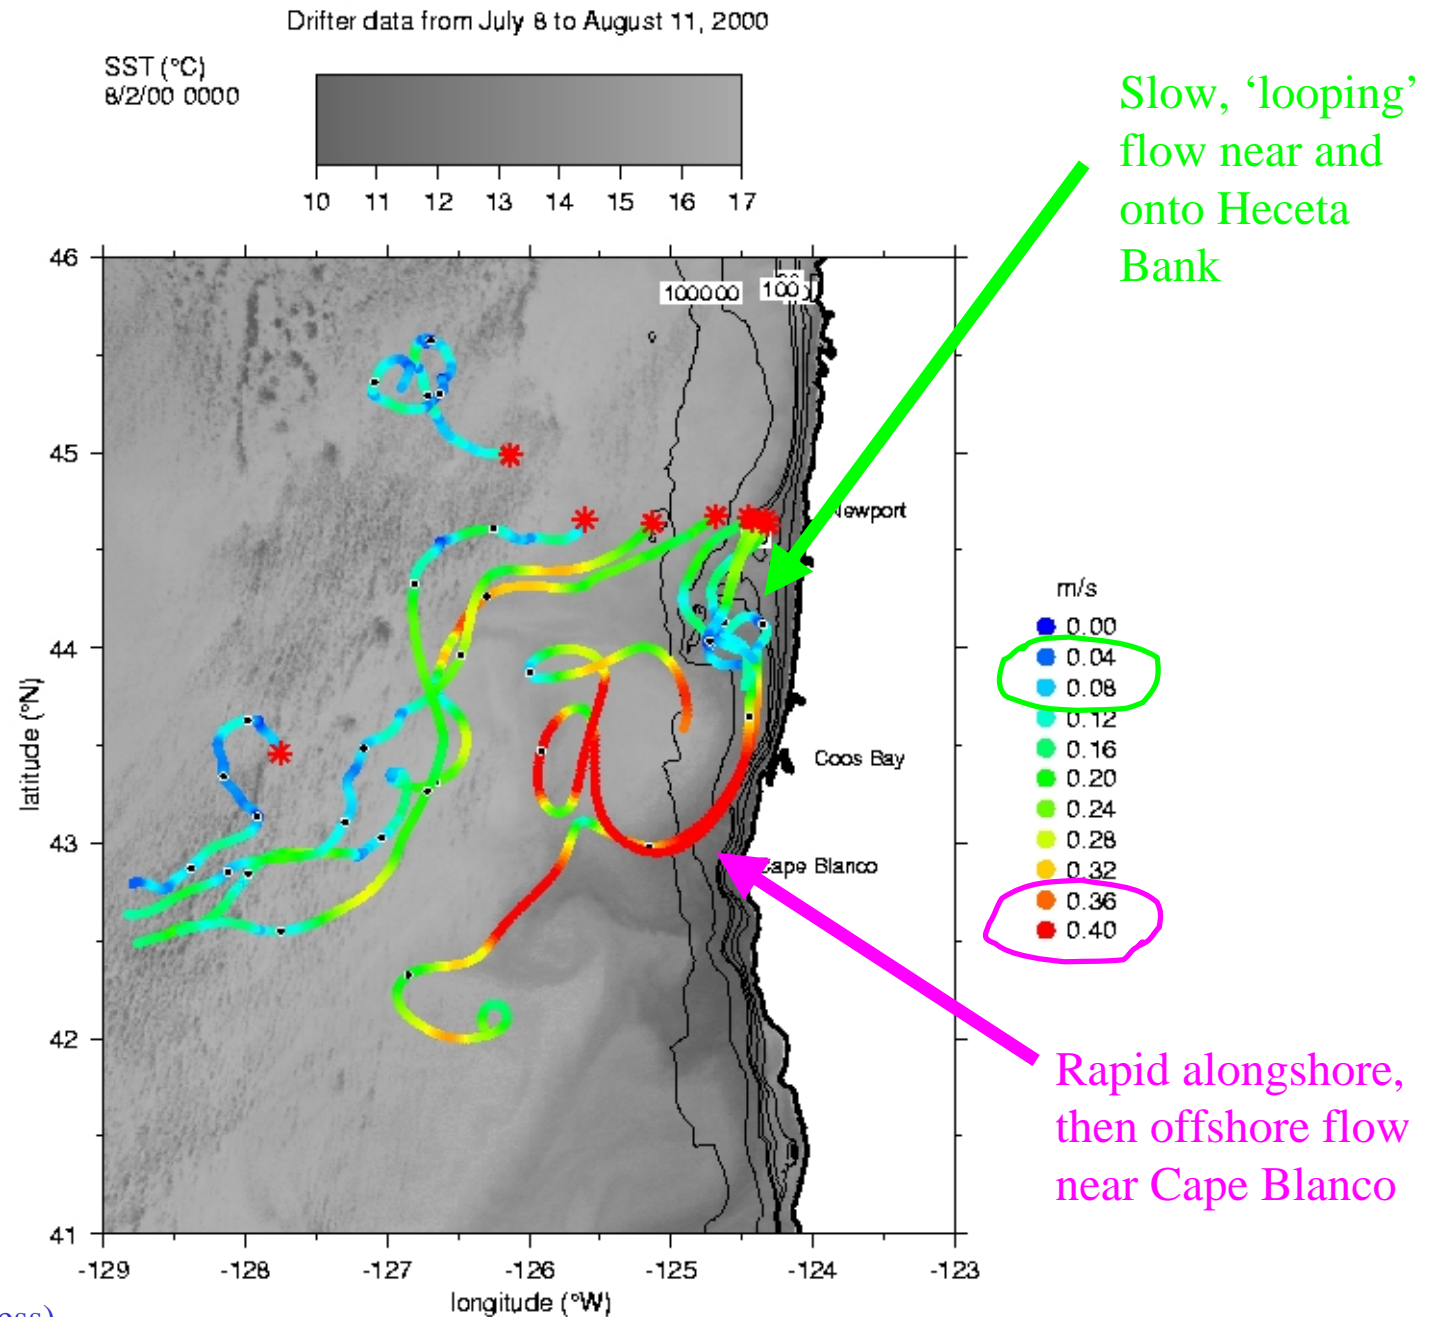 Drifter data from July 8 to August 11, 2000
SST (°C)
8/2/00 0000
10 11 12 13 14 15 16 17
Slow, ‘looping’
flow near and
onto Heceta
Bank
46
45
44
43
42
41
latitude (°N)
100000
100
Newport
Coos Bay
Cape Blanco
m/s
0.00
0.04
0.08
0.12
0.16
0.20
0.24
0.28
0.32
0.36
0.40
Rapid alongshore,
then offshore flow
near Cape Blanco
-129 -128 -127 -126 -125 -124 -123
longitude (°W)